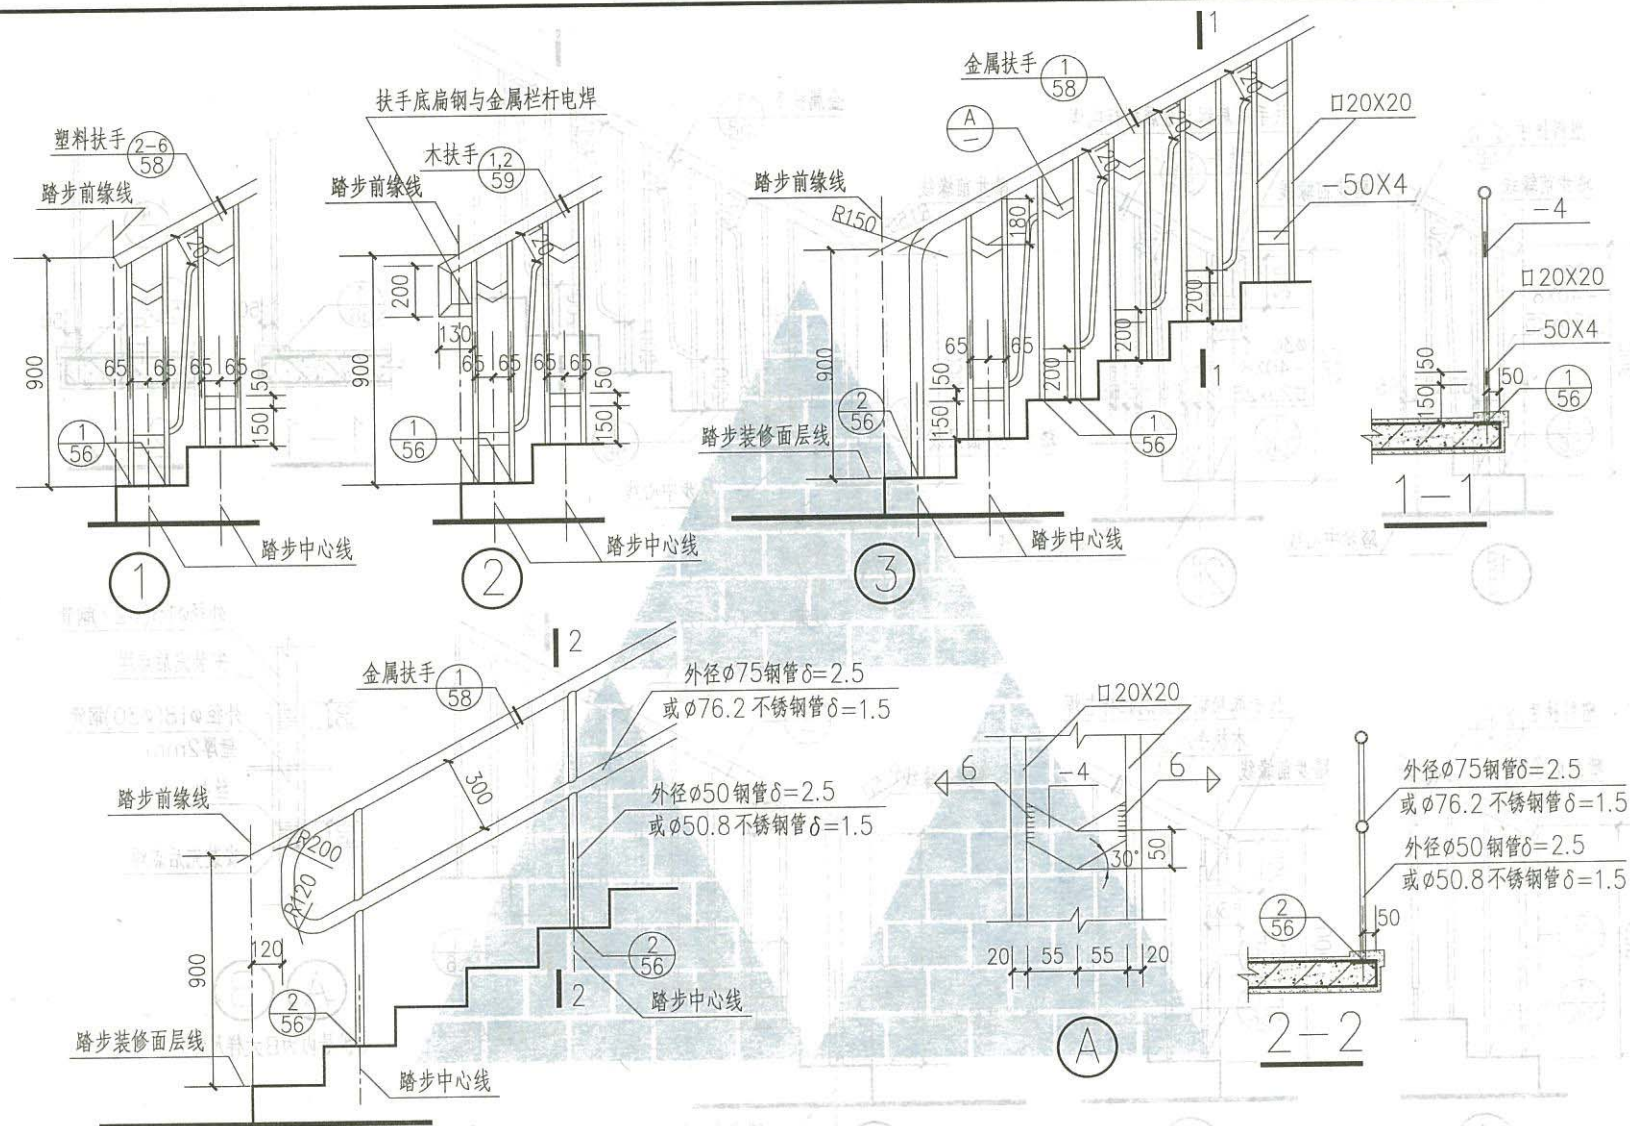 塑料扶手 2-6/58
踏步前缘线
900
65
65
120
65
65
50
150
1/56
踏步中心线
1
扶手底扁钢与金属栏杆电焊
木扶手 1,2/59
踏步前缘线
200
130
900
65
65
120
65
65
50
150
1/56
踏步中心线
2
1
金属扶手 1/58
A/—
踏步前缘线
R150
180
120
120
120
□20X20
-50X4
900
65
65
50
150
200
200
200
2/56
1/56
踏步装修面层线
1
踏步中心线
3
-4
□20X20
-50X4
50
50
150
1/56
1-1
2
金属扶手 1/58
外径ø75钢管δ=2.5
或ø76.2不锈钢管δ=1.5
300
外径ø50钢管δ=2.5
或ø50.8不锈钢管δ=1.5
踏步前缘线
R200
R120
900
120
2/56
2/56
2
踏步中心线
踏步装修面层线
踏步中心线
□20X20
6
-4
6
30°
50
20
55
55
20
A
外径ø75钢管δ=2.5
或ø76.2不锈钢管δ=1.5
外径ø50钢管δ=2.5
或ø50.8不锈钢管δ=1.5
2/56
50
2-2